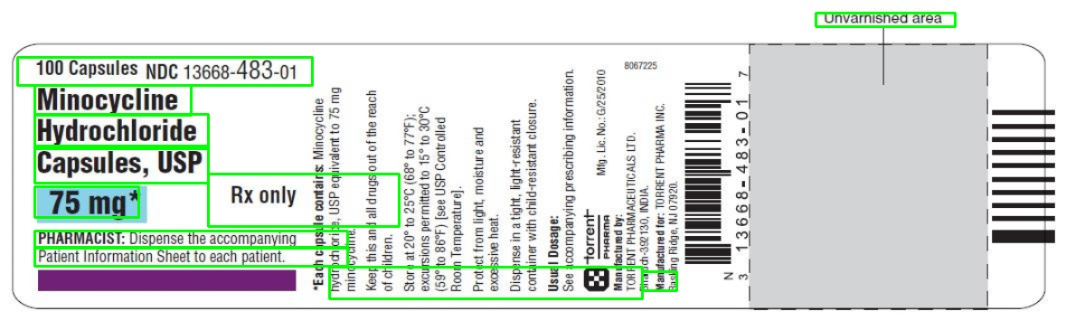 Unvarnished area
100 Capsules NDC 13668-483-01
Minocycline
Hydrochloride
Capsules, USP
75 mg*
Rx only
PHARMACIST: Dispense the accompanying
Patient Information Sheet to each patient.
*Each capsule contains: Minocycline
hydrochloride, USP equivalent to 75 mg
minocycline.
Keep this and all drugs out of the reach
of children.
Store at 20° to 25°C (68° to 77°F);
excursions permitted to 15° to 30°C
(59° to 86°F) [see USP Controlled
Room Temperature].
Protect from light, moisture and
excessive heat.
Dispense in a tight, light-resistant
container with child-resistant closure.
Usual Dosage:
See accompanying prescribing information.
torrent
PHARMA
Mfg. Lic. No.: G/25/2010
Manufactured by:
TORRENT PHARMACEUTICALS LTD.
INDIA.
Manufactured for: TORRENT PHARMA INC.
Basking Ridge, NJ 07920.
8067225
N
3 13668-483-01 7